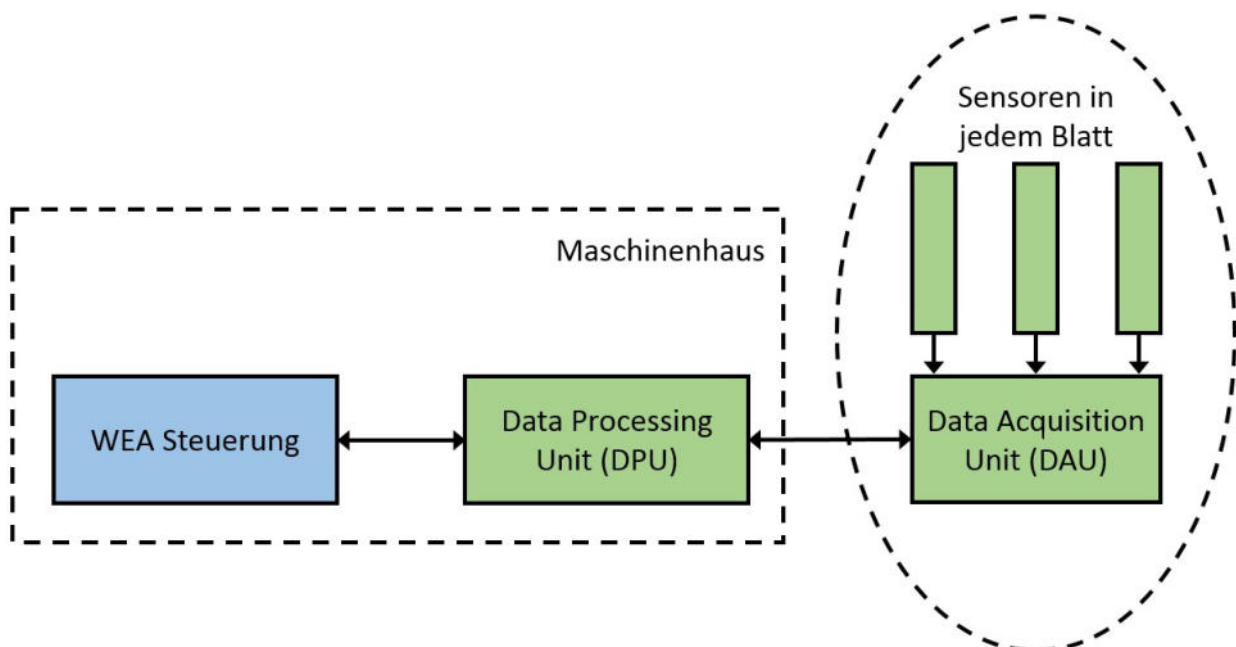 Sensoren in
jedem Blatt
Maschinenhaus
WEA Steuerung
Data Processing
Unit (DPU)
Data Acquisition
Unit (DAU)